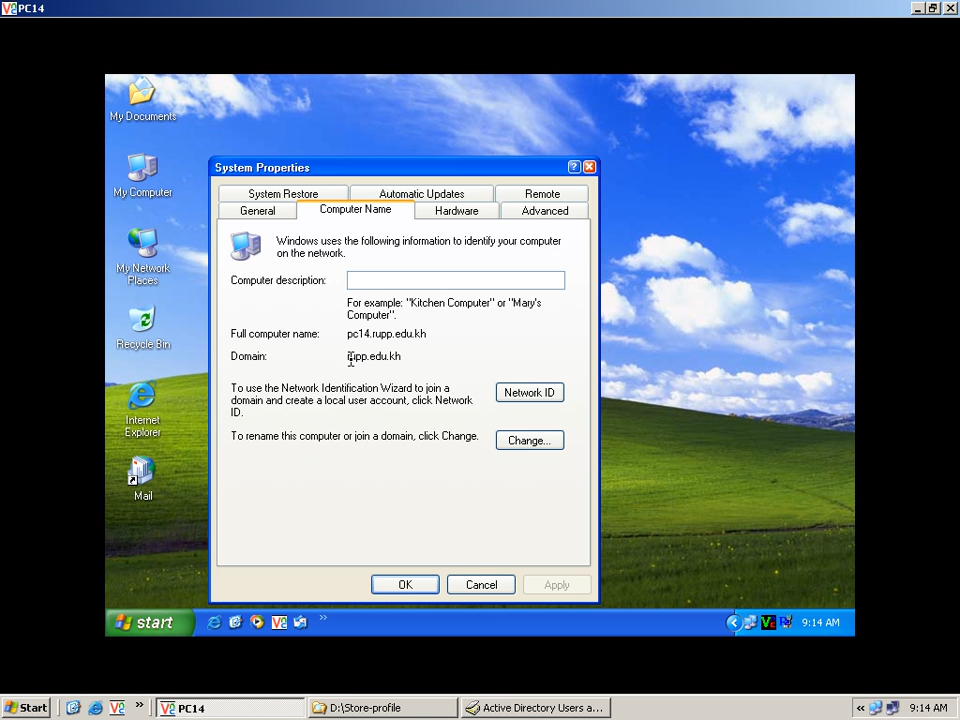 PC14
My Documents
My Computer
My Network
Places
Recycle Bin
Internet
Explorer
Mail
System Properties
System Restore
Automatic Updates
Remote
General
Computer Name
Hardware
Advanced
Windows uses the following information to identify your computer
on the network.
Computer description:
For example: "Kitchen Computer" or "Mary's
Computer".
Full computer name:
pc14.rupp.edu.kh
Domain:
rupp.edu.kh
To use the Network Identification Wizard to join a
domain and create a local user account, click Network
ID.
Network ID
To rename this computer or join a domain, click Change.
Change...
OK
Cancel
Apply
start
9:14 AM
Start
PC14
D:\Store-profile
Active Directory Users a...
9:14 AM